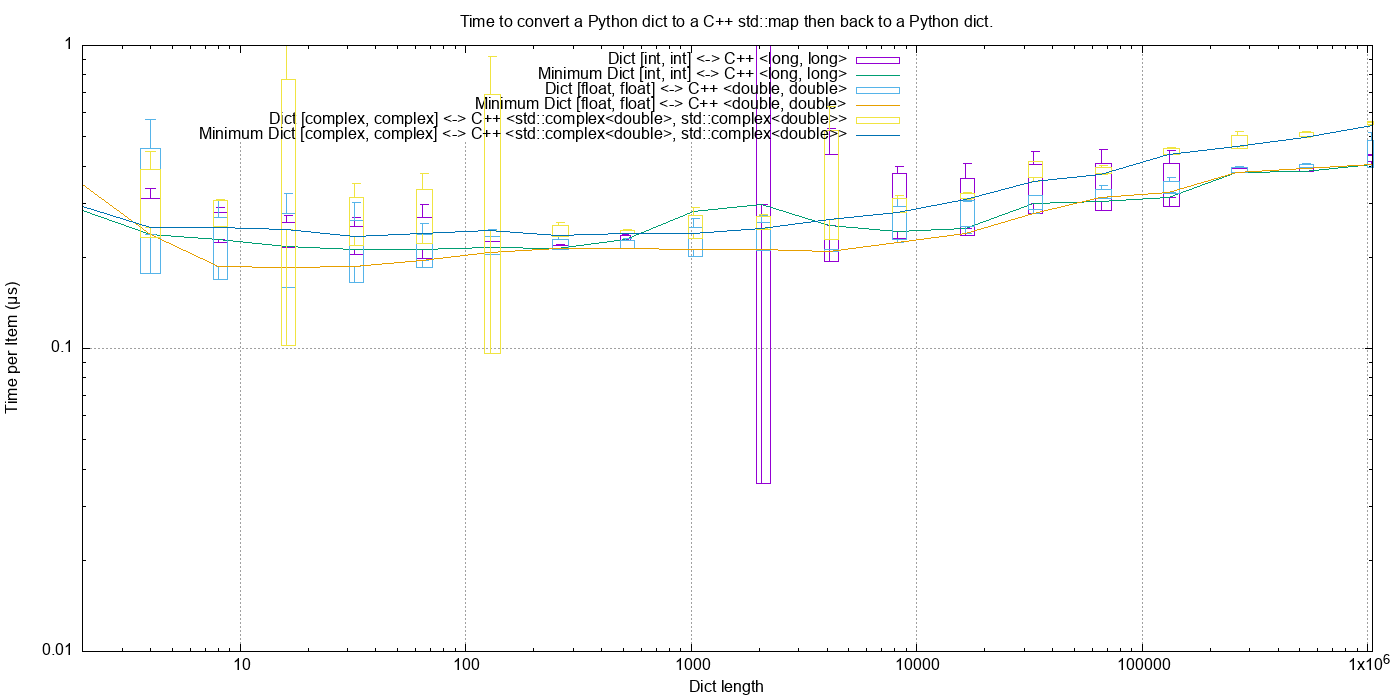 Time to convert a Python dict to a C++ std::map then back to a Python dict.
1
Dict [int, int] <-> C++ <long, long>
Minimum Dict [int, int] <-> C++ <long, long>
Dict [float, float] <-> C++ <double, double>
Minimum Dict [float, float] <-> C++ <double, double>
Dict [complex, complex] <-> C++ <std::complex<double>, std::complex<double>>
Minimum Dict [complex, complex] <-> C++ <std::complex<double>, std::complex<double>>
Time per Item (µs)
0.1
0.01
10 100 1000 10000 100000 1x10^6
Dict length